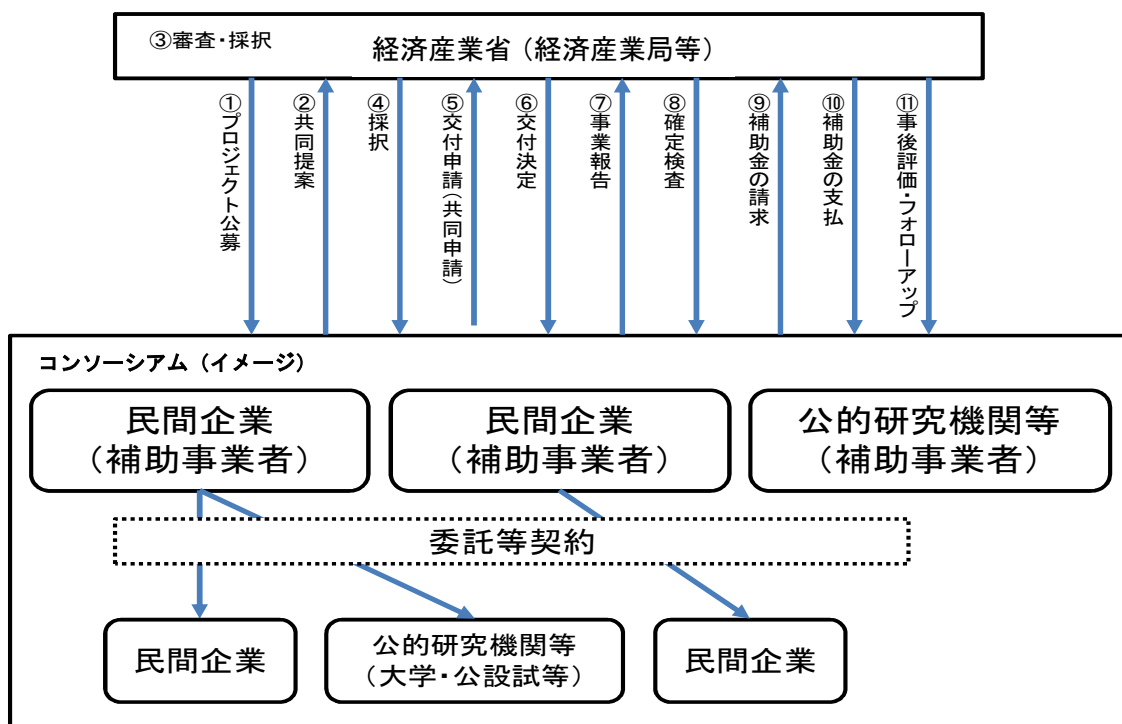 ③審査・採択
経済産業省（経済産業局等）
①プロジェクト公募
②共同提案
④採択
⑤交付申請（共同申請）
⑥交付決定
⑦事業報告
⑧確定検査
⑨補助金の請求
⑩補助金の支払
⑪事後評価・フォローアップ
コンソーシアム（イメージ）
民間企業
（補助事業者）
民間企業
（補助事業者）
公的研究機関等
（補助事業者）
委託等契約
民間企業
公的研究機関等
（大学・公設試等）
民間企業